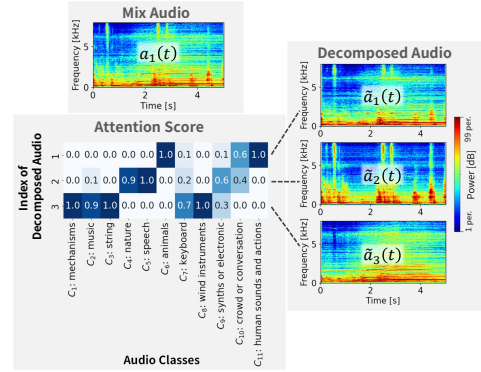 Mix Audio
Frequency [kHz]
5
0
a₁(t)
0 2 4
Time [s]
Decomposed Audio
Frequency [kHz]
5
0
ã₁(t)
Frequency [kHz]
5
0
ã₂(t)
Frequency [kHz]
5
0
ã₃(t)
0 2 4
Time [s]
99 per.
Power [dB]
1 per.
Attention Score
Index of
Decomposed Audio
1 0.0 0.0 0.0 0.0 0.0 1.0 0.1 0.0 0.1 0.6 1.0
2 0.0 0.1 0.0 0.9 1.0 0.0 0.2 0.0 0.6 0.4 0.0
3 1.0 0.9 1.0 0.0 0.0 0.0 0.7 1.0 0.3 0.0 0.0
C₁: mechanisms
C₂: music
C₃: string
C₄: nature
C₅: speech
C₆: animals
C₇: keyboard
C₈: wind instruments
C₉: synths or electronic
C₁₀: crowd or conversation
C₁₁: human sounds and actions
Audio Classes